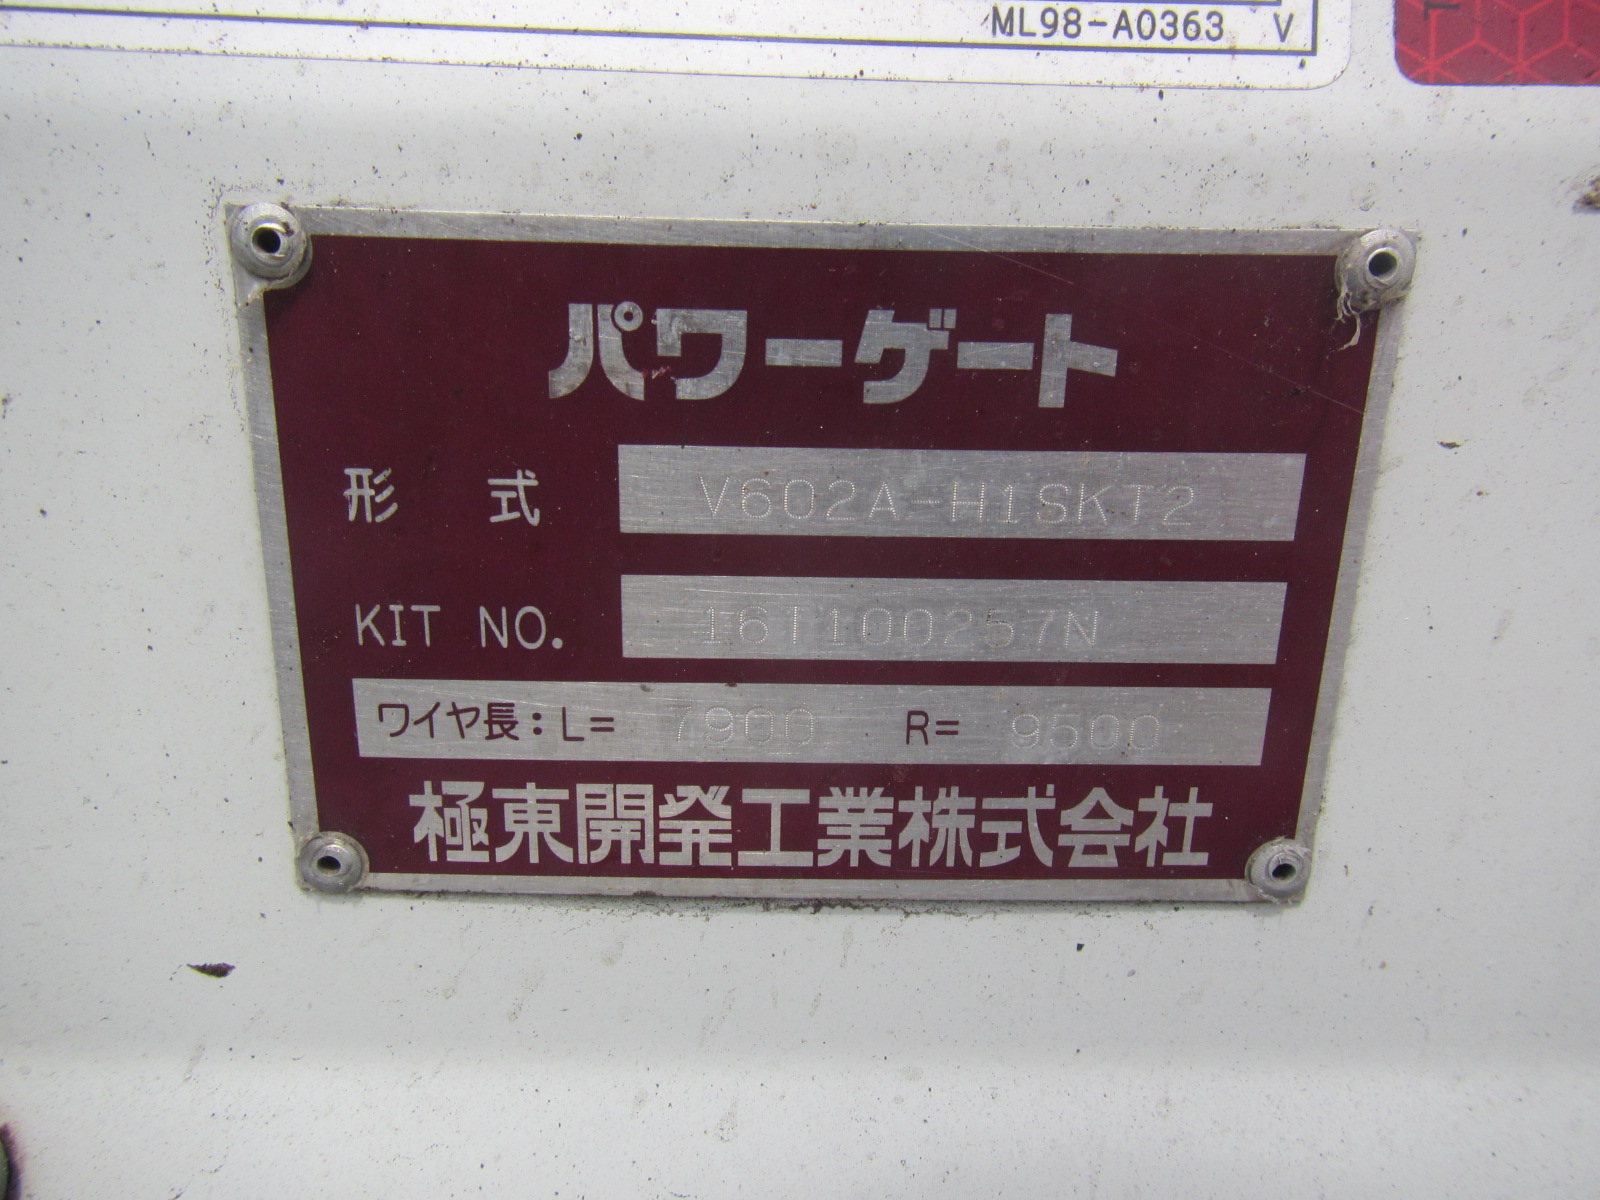 ML98-A0363 V
パワーゲート
形 式 V602A-H1SKT2
KIT NO. 16I100257N
ワイヤ長:L= 7900 R= 9500
極東開発工業株式会社